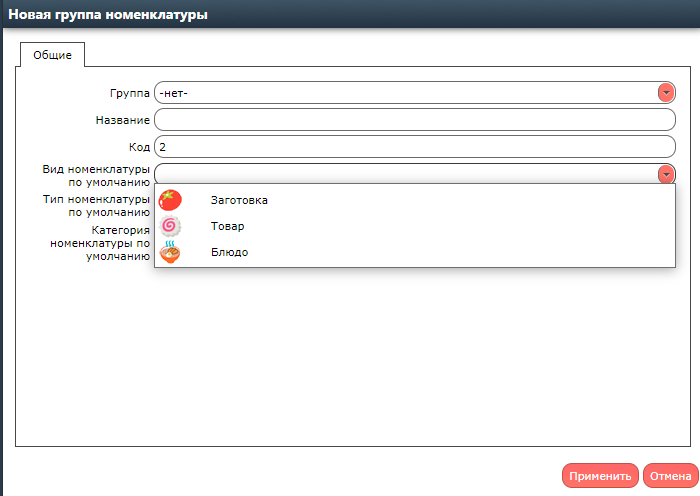 Новая группа номенклатуры
Общие
Группа
-нет-
Название
Код
2
Вид номенклатуры
по умолчанию
Тип номенклатуры
по умолчанию
Заготовка
Товар
Блюдо
Категория
номенклатуры по
умолчанию
Применить
Отмена